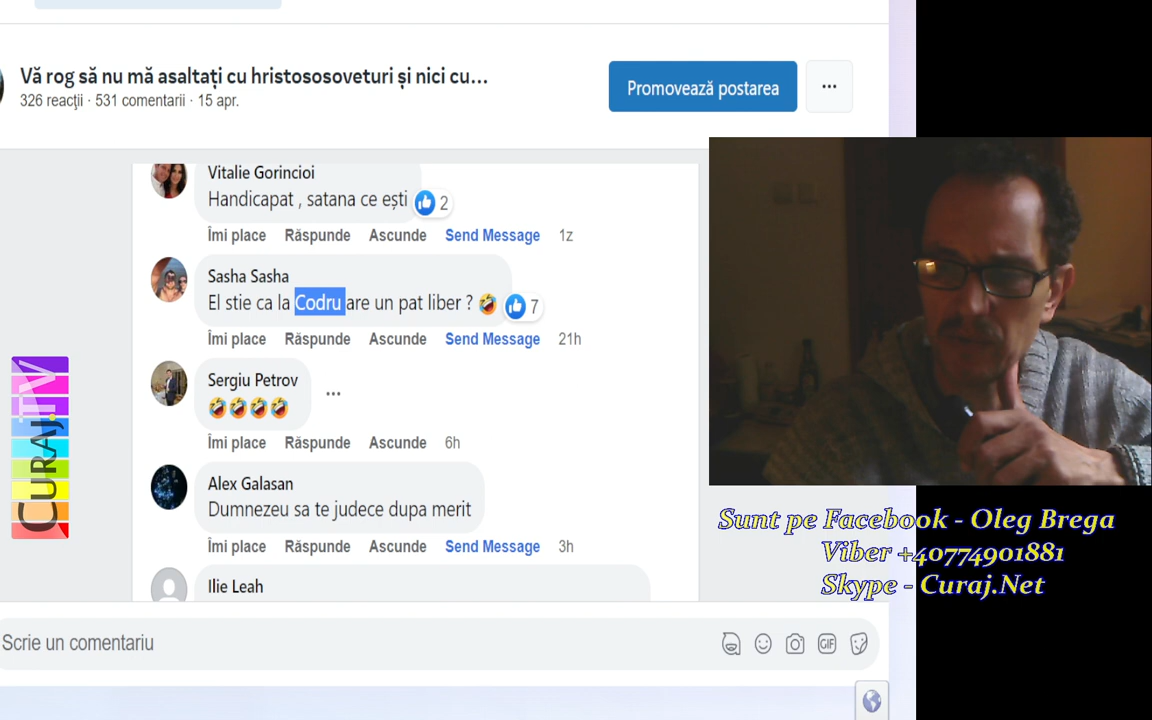 Vă rog să nu mă asaltați cu hristososoveturi și nici cu...
326 reacții · 531 comentarii · 15 apr.
Promovează postarea
Vitalie Gorincioi
Handicapat , satana ce ești
2
Îmi place Răspunde Ascunde Send Message 1z
Sasha Sasha
El stie ca la Codru are un pat liber ? 🤣
7
Îmi place Răspunde Ascunde Send Message 21h
Sergiu Petrov
🤣🤣🤣🤣
Îmi place Răspunde Ascunde 6h
Alex Galasan
Dumnezeu sa te judece dupa merit
Îmi place Răspunde Ascunde Send Message 3h
Ilie Leah
Scrie un comentariu
GIF
CURAJ.TV
Sunt pe Facebook - Oleg Brega
Viber +40774901881
Skype - Curaj.Net